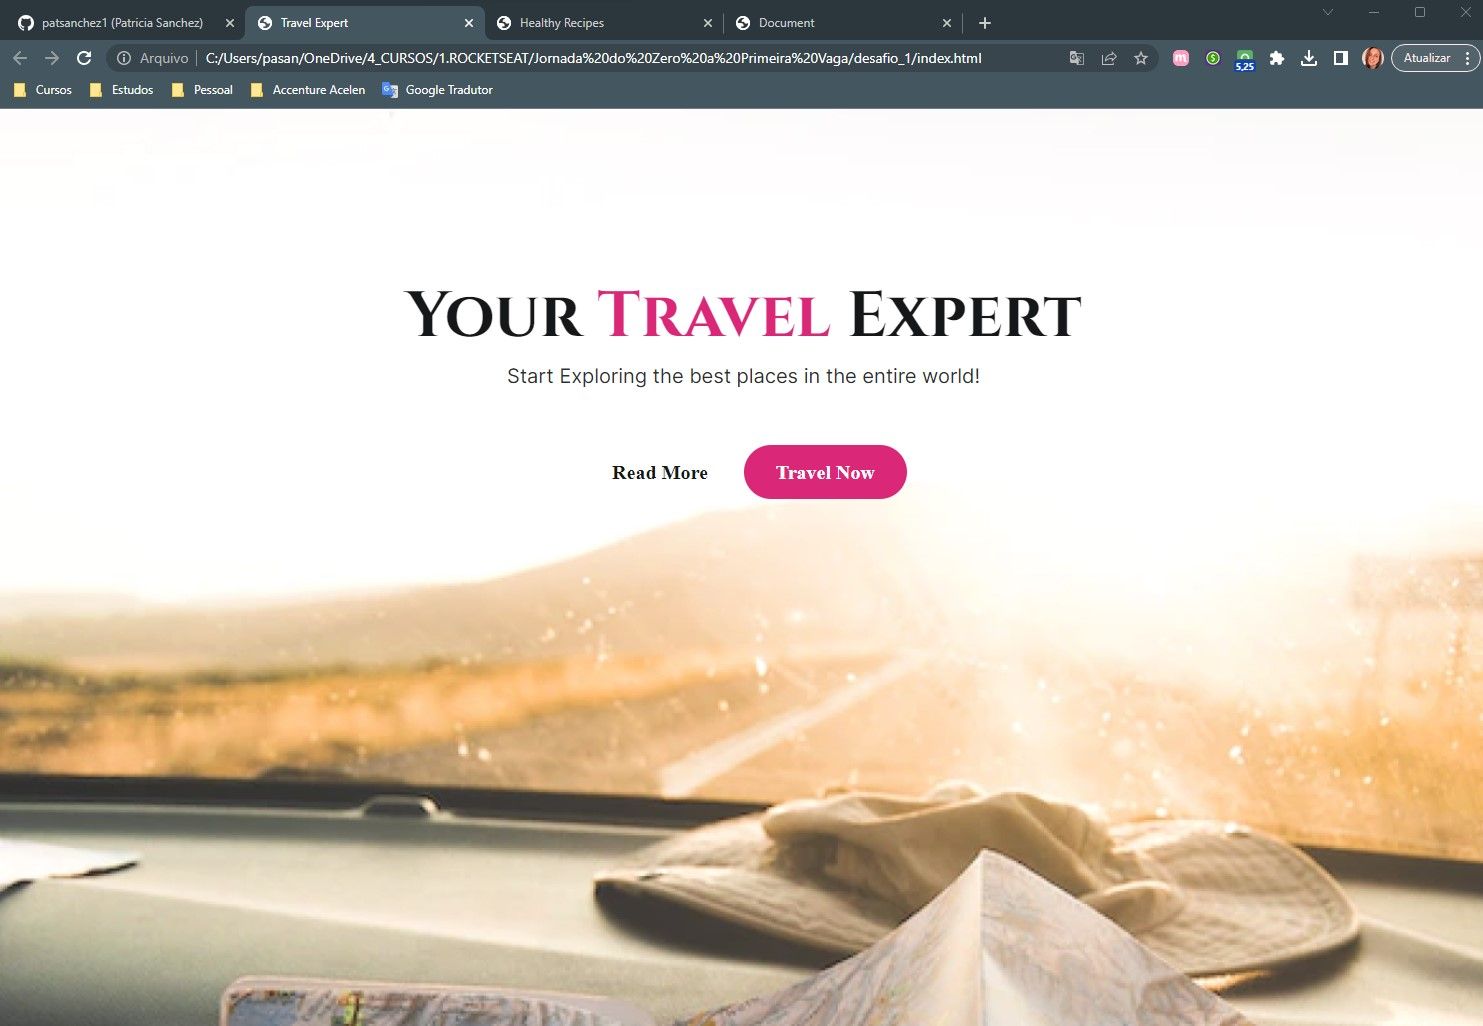 patsanchez1 (Patricia Sanchez)
Travel Expert
Healthy Recipes
Document
Arquivo
C:/Users/pasan/OneDrive/4_CURSOS/1.ROCKETSEAT/Jornada%20do%20Zero%20a%20Primeira%20Vaga/desafio_1/index.html
m
$
5,25
Atualizar
Cursos
Estudos
Pessoal
Accenture Acelen
Google Tradutor
Your Travel Expert
Start Exploring the best places in the entire world!
Read More
Travel Now